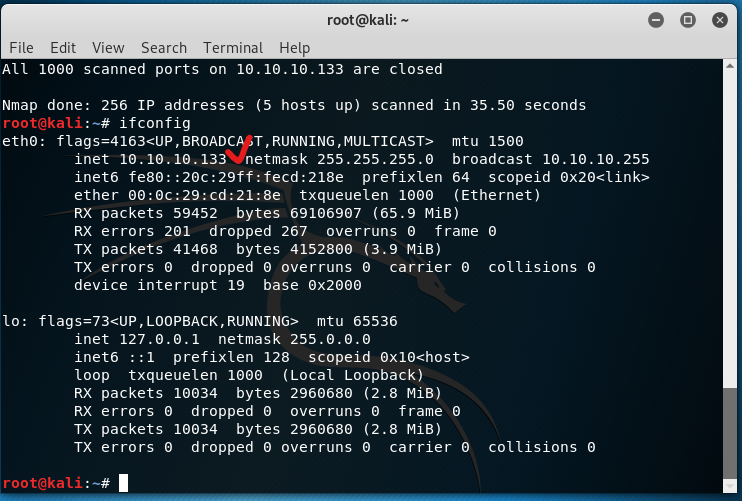 root@kali: ~
File Edit View Search Terminal Help
All 1000 scanned ports on 10.10.10.133 are closed
Nmap done: 256 IP addresses (5 hosts up) scanned in 35.50 seconds
root@kali:~# ifconfig
eth0: flags=4163<UP,BROADCAST,RUNNING,MULTICAST>  mtu 1500
        inet 10.10.10.133  netmask 255.255.255.0  broadcast 10.10.10.255
        inet6 fe80::20c:29ff:fecd:218e  prefixlen 64  scopeid 0x20<link>
        ether 00:0c:29:cd:21:8e  txqueuelen 1000  (Ethernet)
        RX packets 59452  bytes 69106907 (65.9 MiB)
        RX errors 201  dropped 267  overruns 0  frame 0
        TX packets 41468  bytes 4152800 (3.9 MiB)
        TX errors 0  dropped 0 overruns 0  carrier 0  collisions 0
        device interrupt 19  base 0x2000
lo: flags=73<UP,LOOPBACK,RUNNING>  mtu 65536
        inet 127.0.0.1  netmask 255.0.0.0
        inet6 ::1  prefixlen 128  scopeid 0x10<host>
        loop  txqueuelen 1000  (Local Loopback)
        RX packets 10034  bytes 2960680 (2.8 MiB)
        RX errors 0  dropped 0  overruns 0  frame 0
        TX packets 10034  bytes 2960680 (2.8 MiB)
        TX errors 0  dropped 0 overruns 0  carrier 0  collisions 0
root@kali:~#